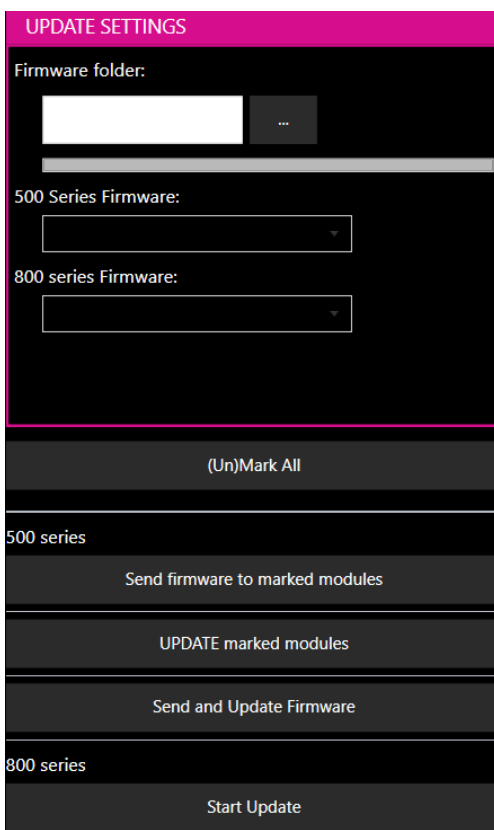 UPDATE SETTINGS
Firmware folder:
...
500 Series Firmware:
800 series Firmware:
(Un)Mark All
500 series
Send firmware to marked modules
UPDATE marked modules
Send and Update Firmware
800 series
Start Update